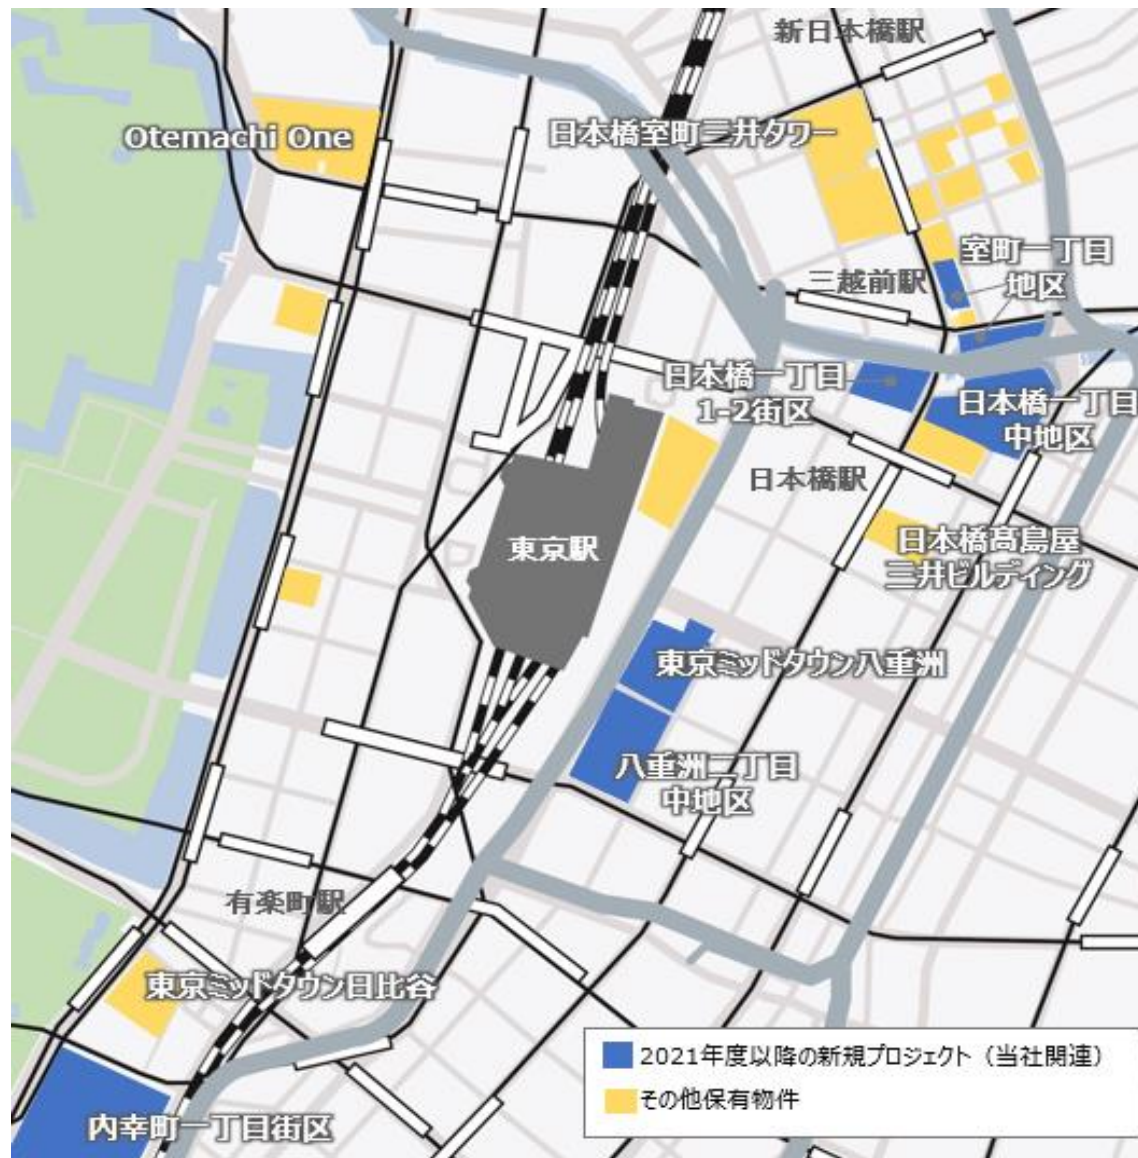 新日本橋駅
Otemachi One
日本橋室町三井タワー
室町一丁目
地区
三越前駅
日本橋一丁目
1-2街区
日本橋一丁目
中地区
日本橋駅
東京駅
日本橋髙島屋
三井ビルディング
東京ミッドタウン八重洲
八重洲二丁目
中地区
有楽町駅
東京ミッドタウン日比谷
2021年度以降の新規プロジェクト（当社関連）
その他保有物件
内幸町一丁目街区